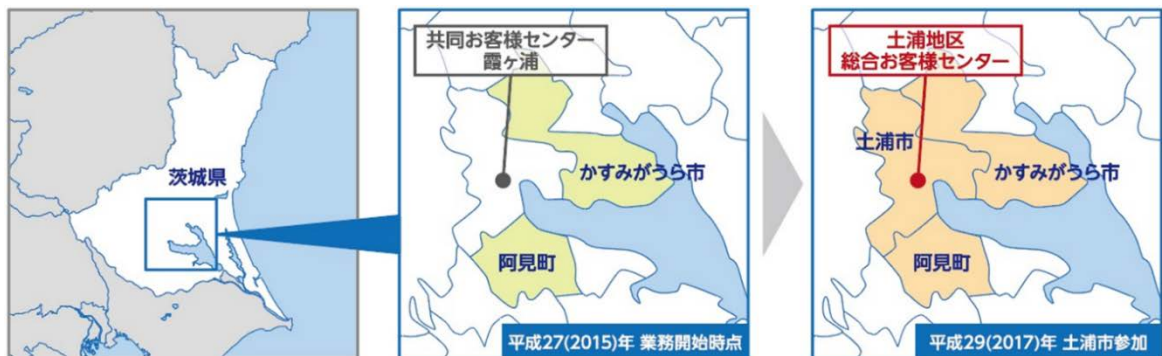 茨城県
共同お客様センター
霞ヶ浦
かすみがうら市
阿見町
平成27(2015)年 業務開始時点
土浦地区
総合お客様センター
土浦市
かすみがうら市
阿見町
平成29(2017)年 土浦市参加